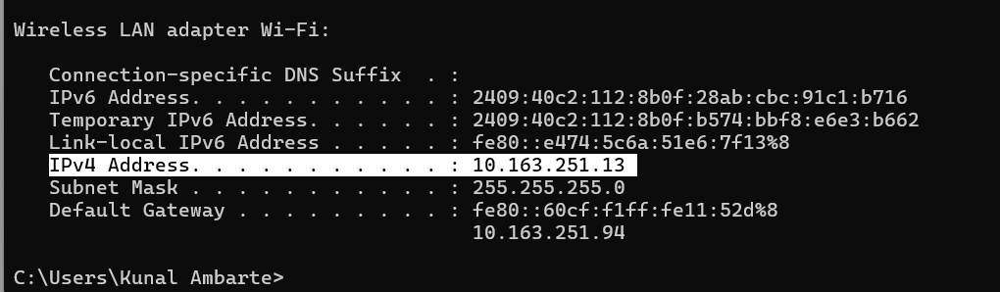 Wireless LAN adapter Wi-Fi:
Connection-specific DNS Suffix  . :
IPv6 Address. . . . . . . . . . . : 2409:40c2:112:8b0f:28ab:cbc:91c1:b716
Temporary IPv6 Address. . . . . . : 2409:40c2:112:8b0f:b574:bbf8:e6e3:b662
Link-local IPv6 Address . . . . . : fe80::e474:5c6a:51e6:7f13%8
IPv4 Address. . . . . . . . . . . : 10.163.251.13
Subnet Mask . . . . . . . . . . . : 255.255.255.0
Default Gateway . . . . . . . . . : fe80::60cf:f1ff:fe11:52d%8
10.163.251.94
C:\Users\Kunal Ambarte>